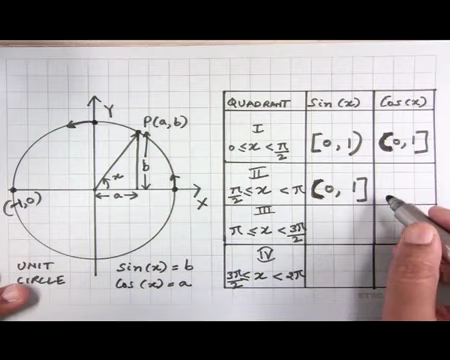 Y
P(a,b)
b
x
a
X
(-1,0)
UNIT
CIRCLE
sin(x) = b
Cos(x) = a
QUADRANT Sin(x) Cos(x)
I
0 ≤ x < π/2 [0, 1) (0, 1]
II
π/2 ≤ x < π (0, 1]
III
π ≤ x < 3π/2
IV
3π/2 ≤ x < 2π